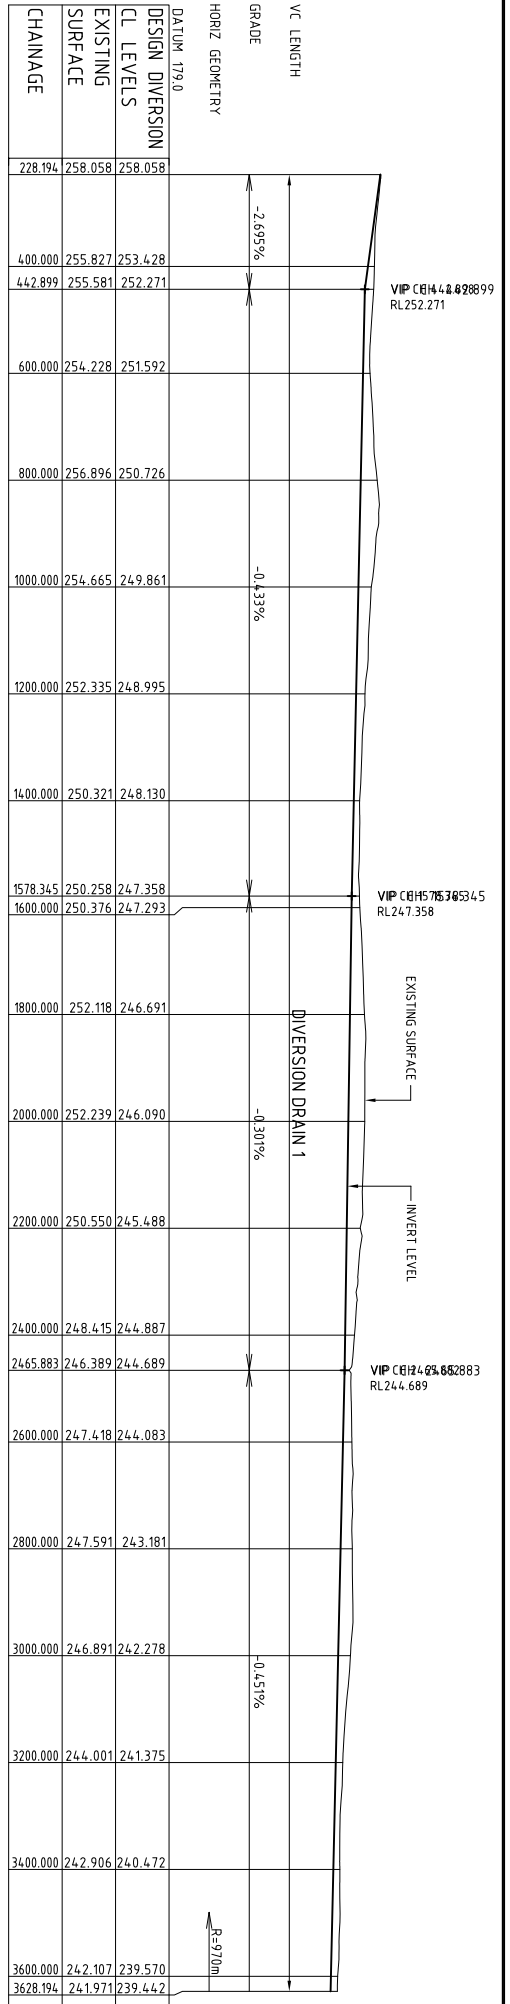 VC LENGTH
GRADE
HORIZ GEOMETRY
DATUM 179.0
DESIGN DIVERSION
CL LEVELS
EXISTING
SURFACE
CHAINAGE
228.194 258.058 258.058
-2.695%
400.000 255.827 253.428
442.899 255.581 252.271
RL252.271
600.000 254.228 251.592
800.000 256.896 250.726
1000.000 254.665 249.861
-0.433%
1200.000 252.335 248.995
1400.000 250.321 248.130
1578.345 250.258 247.358
RL247.358
1600.000 250.376 247.293
EXISTING SURFACE
1800.000 252.118 246.691
DIVERSION DRAIN 1
2000.000 252.239 246.090
-0.301%
INVERT LEVEL
2200.000 250.550 245.488
2400.000 248.415 244.887
2465.883 246.389 244.689
RL244.689
2600.000 247.418 244.083
2800.000 247.591 243.181
3000.000 246.891 242.278
-0.451%
3200.000 244.001 241.375
3400.000 242.906 240.472
R=970m
3600.000 242.107 239.570
3628.194 241.971 239.442